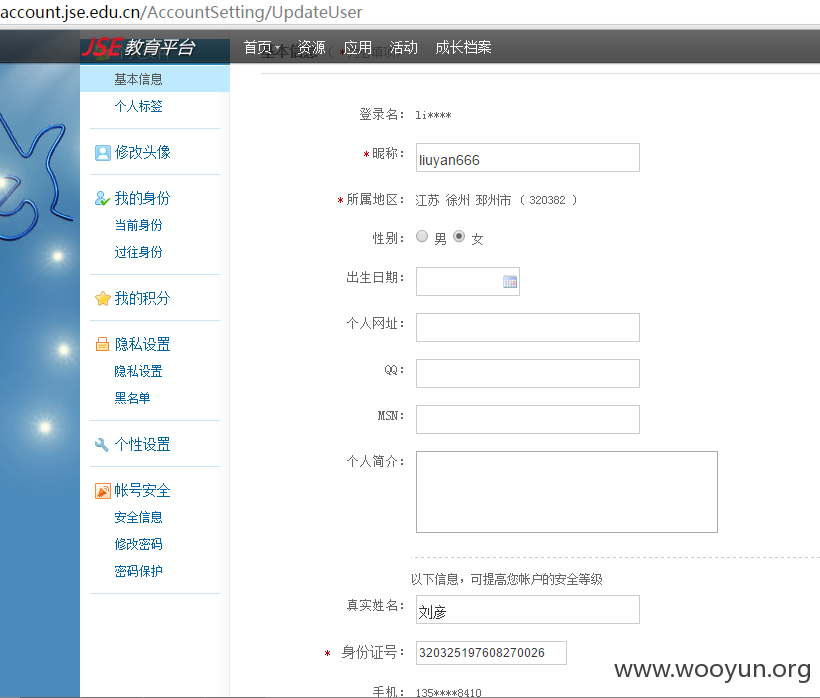 account.jse.edu.cn/AccountSetting/UpdateUser
JSE 教育平台 首页 资源 应用 活动 成长档案
基本信息
个人标签
修改头像
我的身份
当前身份
过往身份
我的积分
隐私设置
隐私设置
黑名单
个性设置
帐号安全
安全信息
修改密码
密码保护
登录名： li****
*昵称： liuyan666
*所属地区： 江苏 徐州 邳州市 ( 320382 )
性别： 男 女
出生日期：
个人网址：
QQ：
MSN：
个人简介：
以下信息，可提高您帐户的安全等级
真实姓名： 刘彦
* 身份证号： 320325197608270026
手机： 135****8410
www.wooyun.org